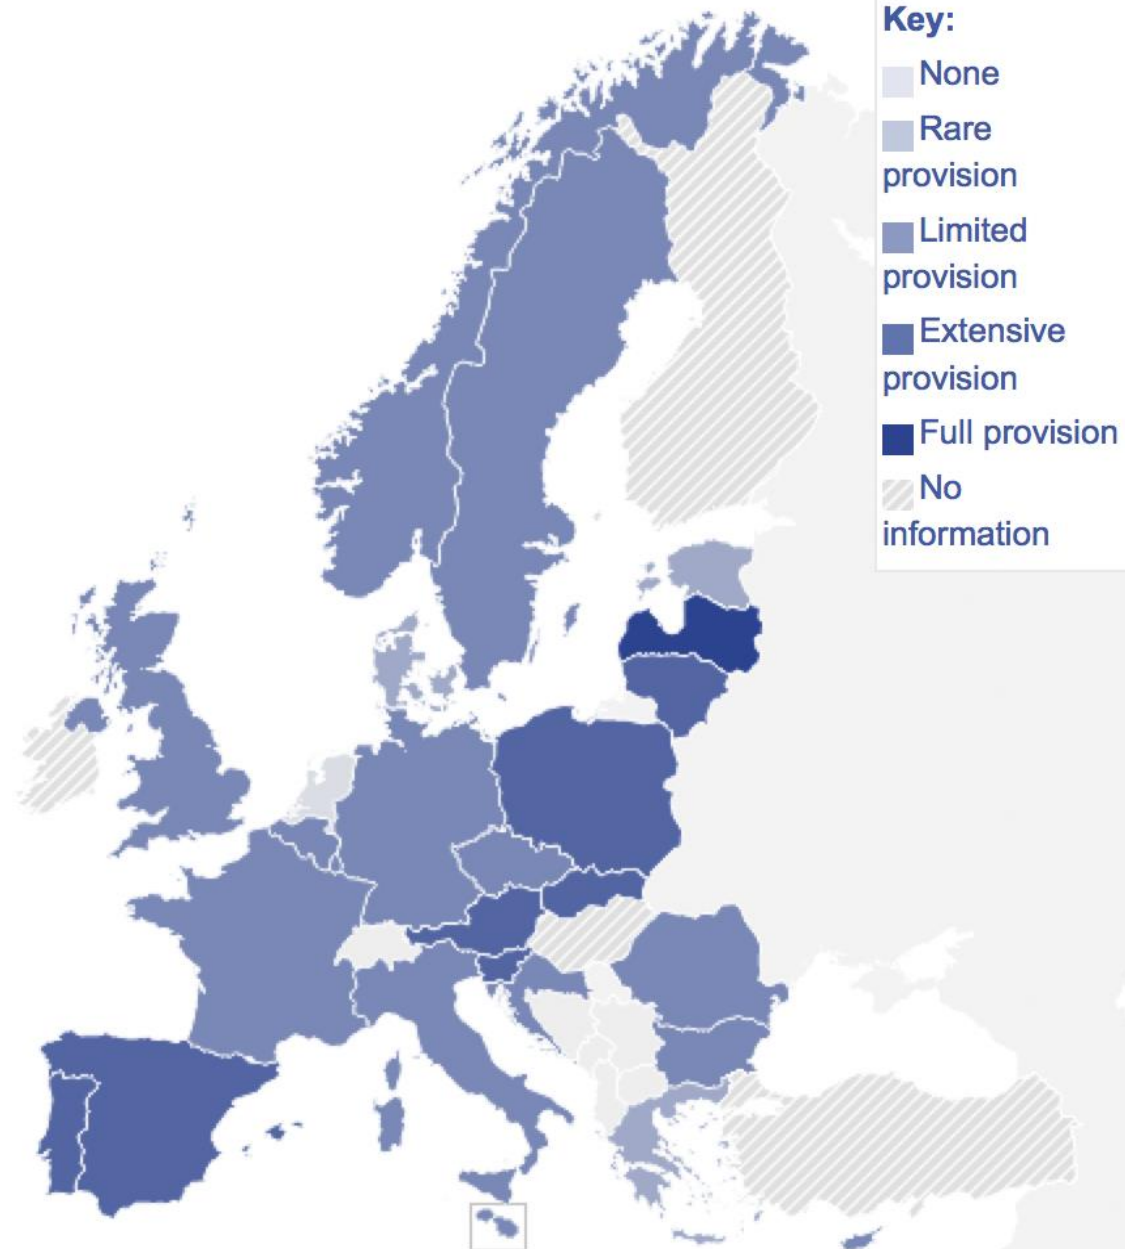 Key:
None
Rare
provision
Limited
provision
Extensive
provision
Full provision
No
information